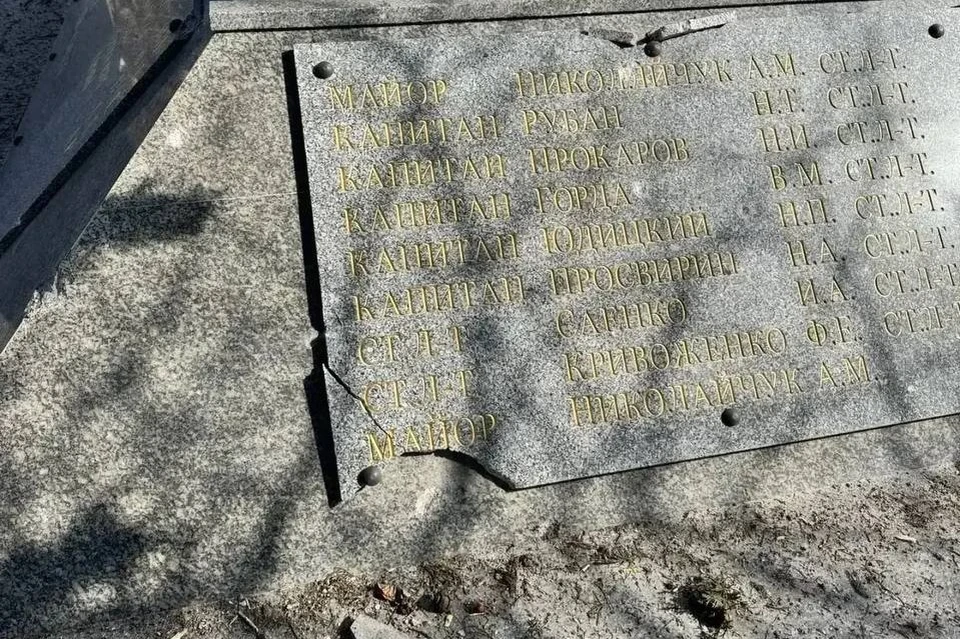 МАЙОР НИКОЛАЙЧУК А.М. СТ.Л-Т.
КАПИТАН РУБАН Н.Т. СТ.Л-Т.
КАПИТАН ПРОКАРОВ Н.И. СТ.Л-Т.
КАПИТАН ГОРДА В.М. СТ.Л-Т.
КАПИТАН ЮДИЦКИЙ Н.П. СТ.Л-Т.
КАПИТАН ПРОСВИРИН Н.А. СТ.Л-Т.
СТ.Л-Т САЕНКО И.А. СТ.Л-Т
СТ.Л-Т КРИВОЖЕНКО Ф.Е. СТ.Л-Т
МАЙОР НИКОЛАЙЧУК А.М.